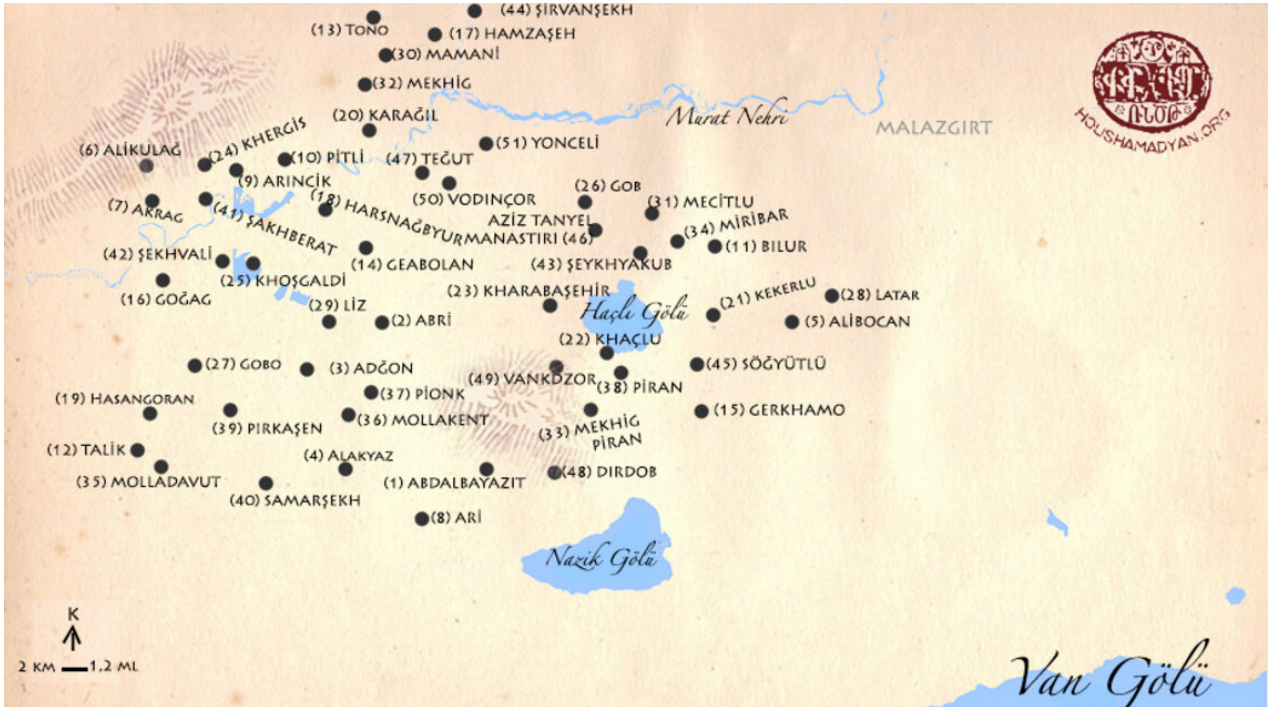 (44) ŞIRVANŞEKH
(13) TONO
(17) HAMZAŞEH
(30) MAMANİ
(32) MEKHİG
(20) KARAĞIL
Murat Nehri
MALAZGIRT
HOUSHAMADYAN.ORG
(6) ALİKULAĞ
(24) KHERGİS
(10) PİTLİ
(47) TEĞUT
(51) YONCELİ
(9) ARINCİK
(50) VODINÇOR
(26) GOB
(31) MECİTLU
(7) AKRAG
(41) ŞAKHBERAT
(18) HARSNAĞBYUR
AZİZ TANYEL
MANASTIRI (46)
(34) MİRİBAR
(11) BILUR
(42) ŞEKHVALİ
(14) GEABOLAN
(43) ŞEYKHYAKUB
(25) KHOŞGALDİ
(16) GOĞAG
(23) KHARABAŞEHİR
(21) KEKERLU
(28) LATAR
(29) LİZ
(2) ABRİ
Haçlı Gölü
(5) ALİBOCAN
(22) KHAÇLU
(27) GOBO
(3) ADĞON
(49) VANKDZOR
(45) SÖĞYÜTLÜ
(38) PİRAN
(37) PİONK
(19) HASANGORAN
(39) PIRKAŞEN
(36) MOLLAKENT
(33) MEKHİG
PİRAN
(15) GERKHAMO
(12) TALİK
(4) ALAKYAZ
(35) MOLLADAVUT
(40) SAMARŞEKH
(1) ABDALBAYAZIT
(48) DIRDOB
(8) ARİ
Nazik Gölü
K
2 KM 1,2 ML
Van Gölü